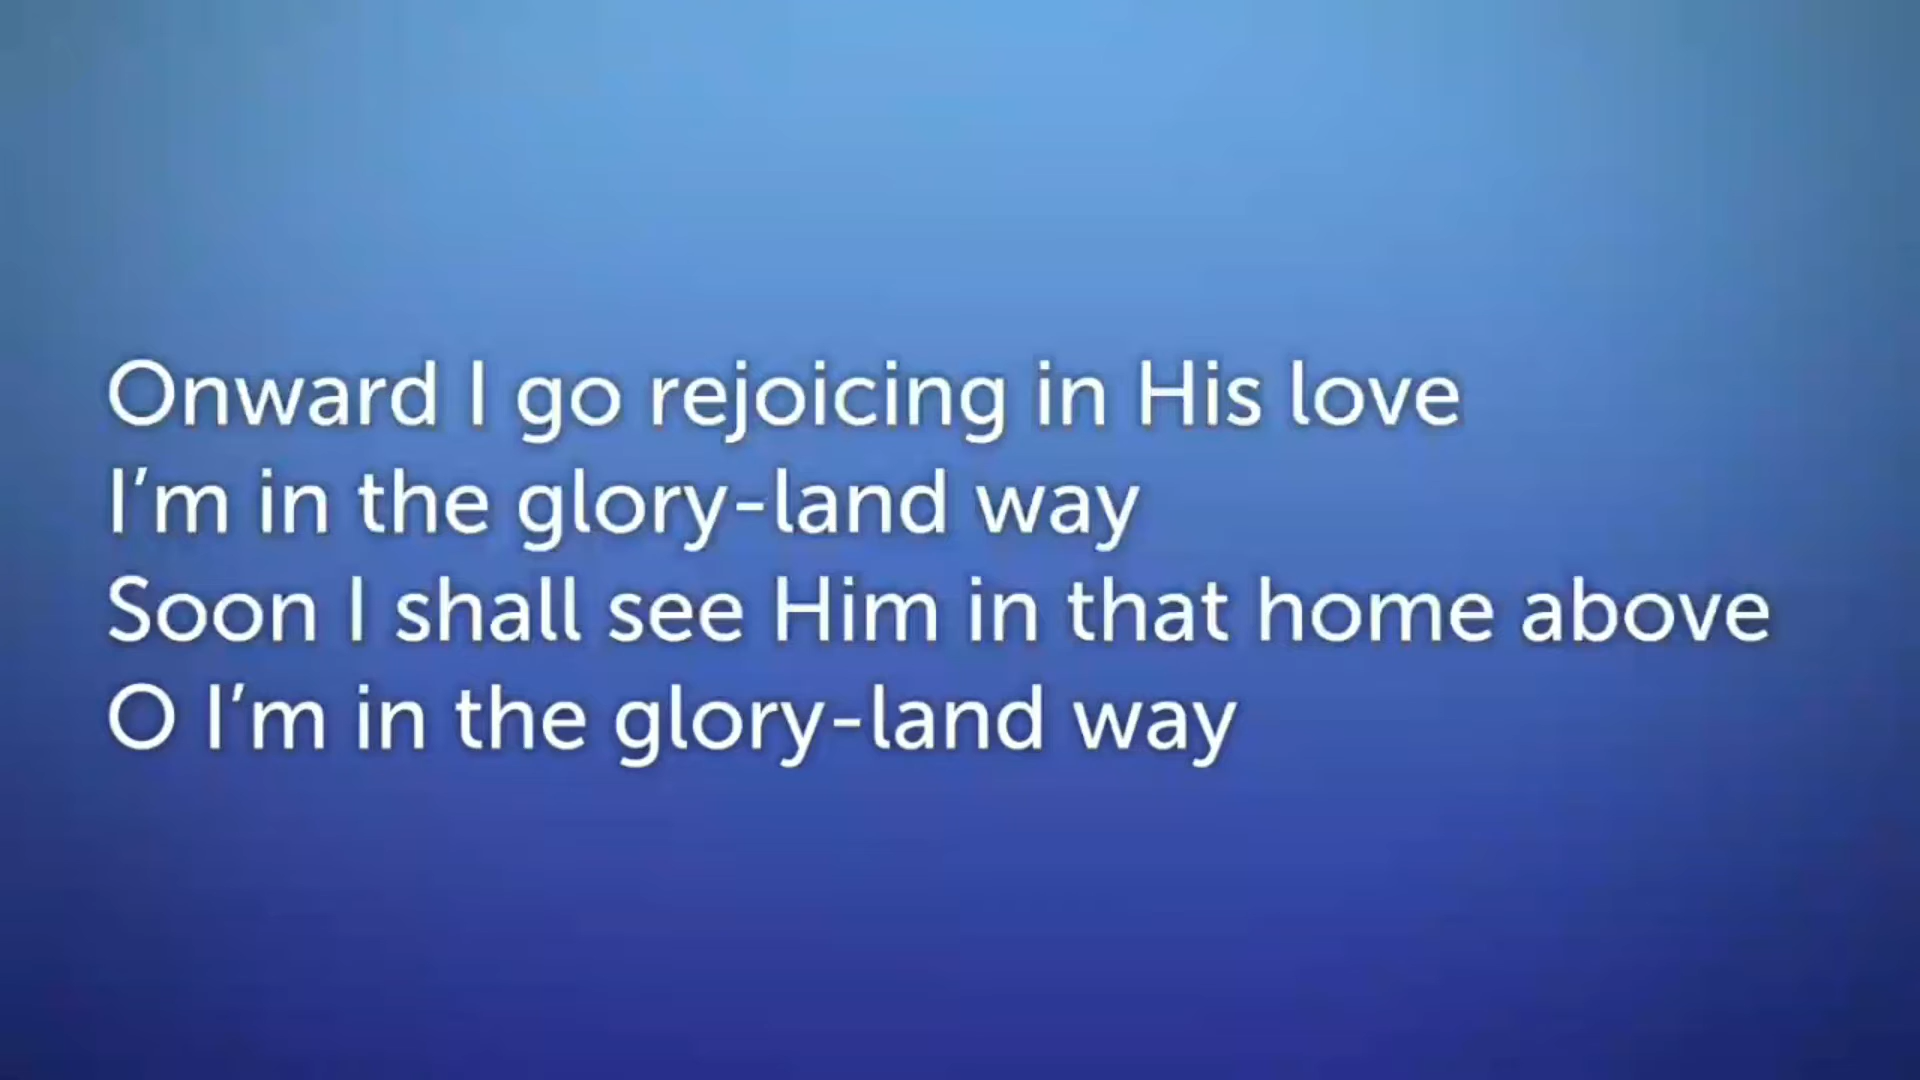 Onward I go rejoicing in His love
I'm in the glory-land way
Soon I shall see Him in that home above
O I'm in the glory-land way